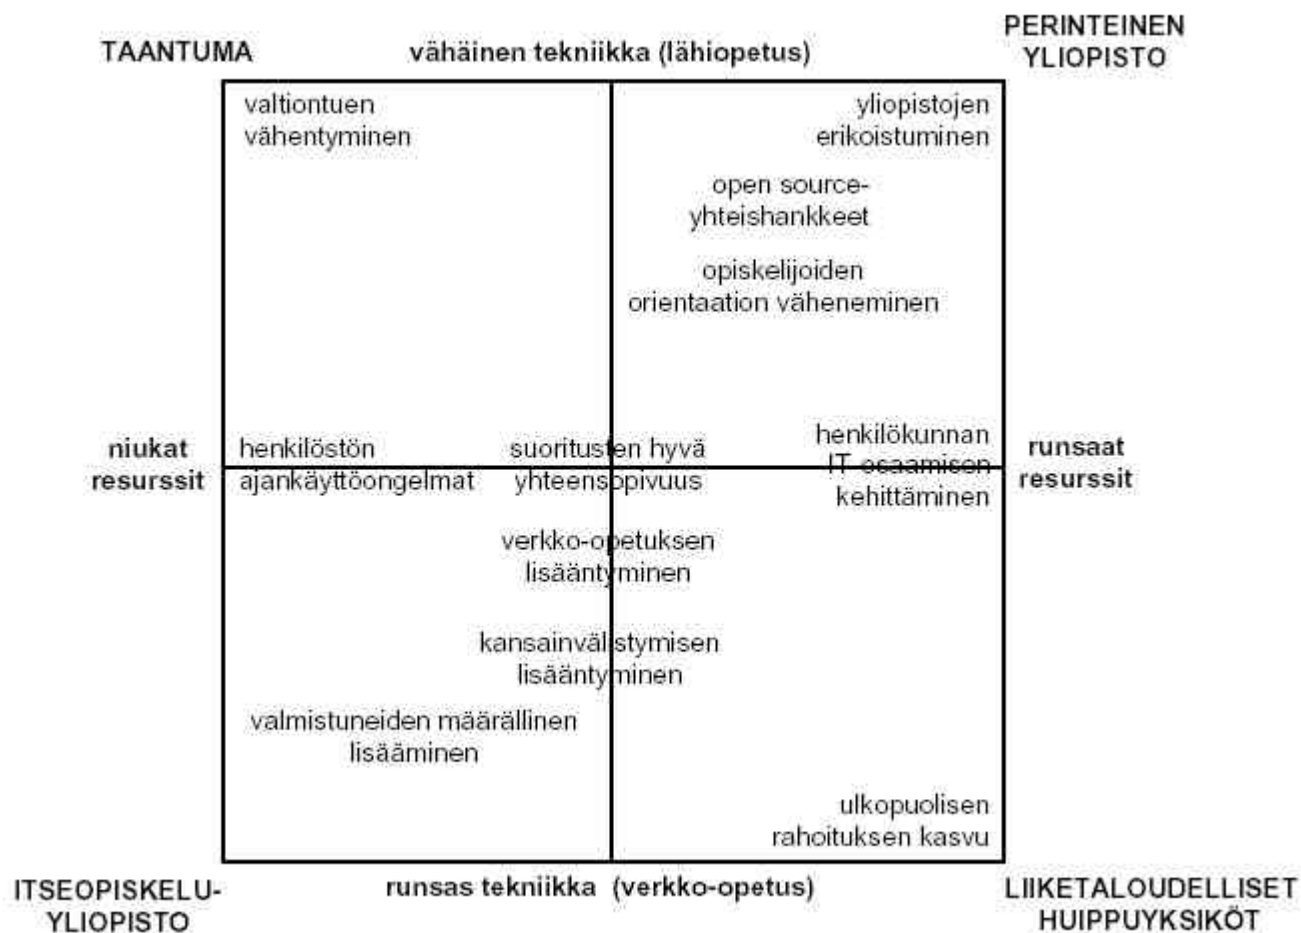 TAANTUMA
vähäinen tekniikka (lähiopetus)
PERINTEINEN
YLIOPISTO
valtiontuen
vähentyminen
yliopistojen
erikoistuminen
open source-
yhteishankkeet
opiskelijoiden
orientaation väheneminen
niukat
resurssit
henkilöstön
ajankäyttöongelmat
suoritusten hyvä
yhteensopivuus
henkilökunnan
IT-osaamisen
kehittäminen
runsaat
resurssit
verkko-opetuksen
lisääntyminen
kansainvälistymisen
lisääntyminen
valmistuneiden määrällinen
lisääminen
ulkopuolisen
rahoituksen kasvu
ITSEOPISKELU-
YLIOPISTO
runsas tekniikka (verkko-opetus)
LIIKETALOUDELLISET
HUIPPUYKSIKÖT